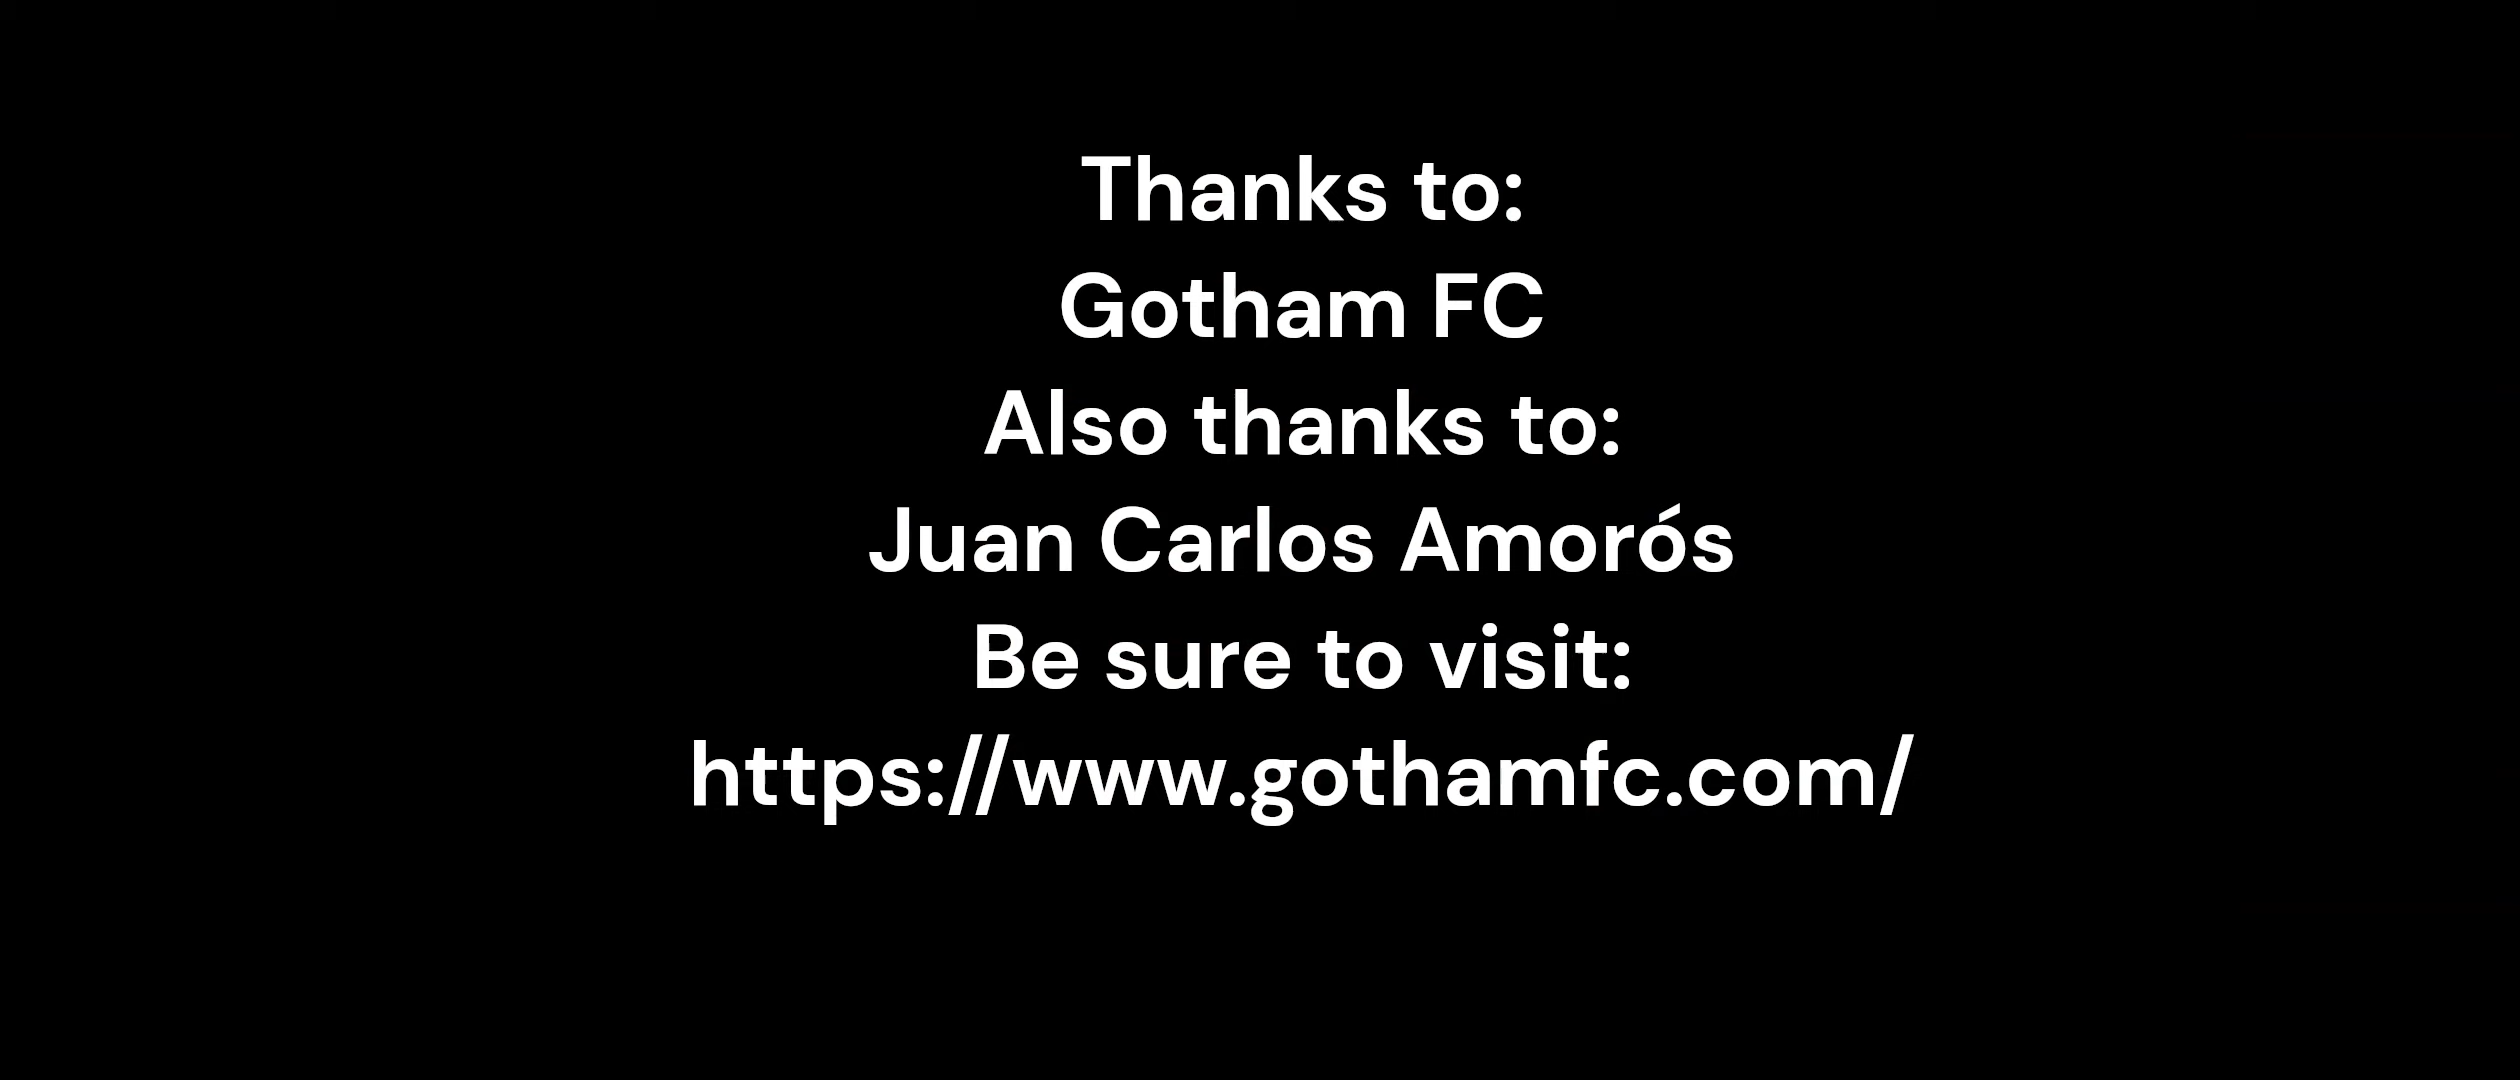 Thanks to:
Gotham FC
Also thanks to:
Juan Carlos Amorós
Be sure to visit:
https://www.gothamfc.com/